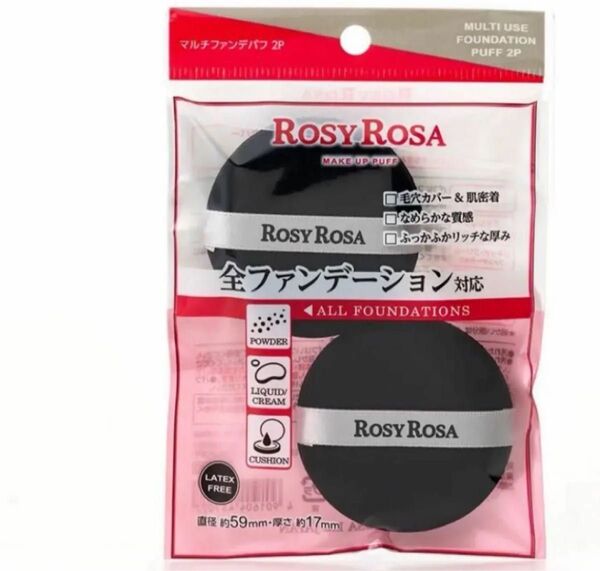 マルチファンデパフ 2P
MULTI USE
FOUNDATION
PUFF 2P
ROSY ROSA
MAKE UP PUFF
毛穴カバー & 肌密着
なめらかな質感
ふっかふかリッチな厚み
ROSY ROSA
全ファンデーション対応
ALL FOUNDATIONS
POWDER
LIQUID/
CREAM
CUSHION
ROSY ROSA
LATEX
FREE
直径 約59mm・厚さ 約17mm